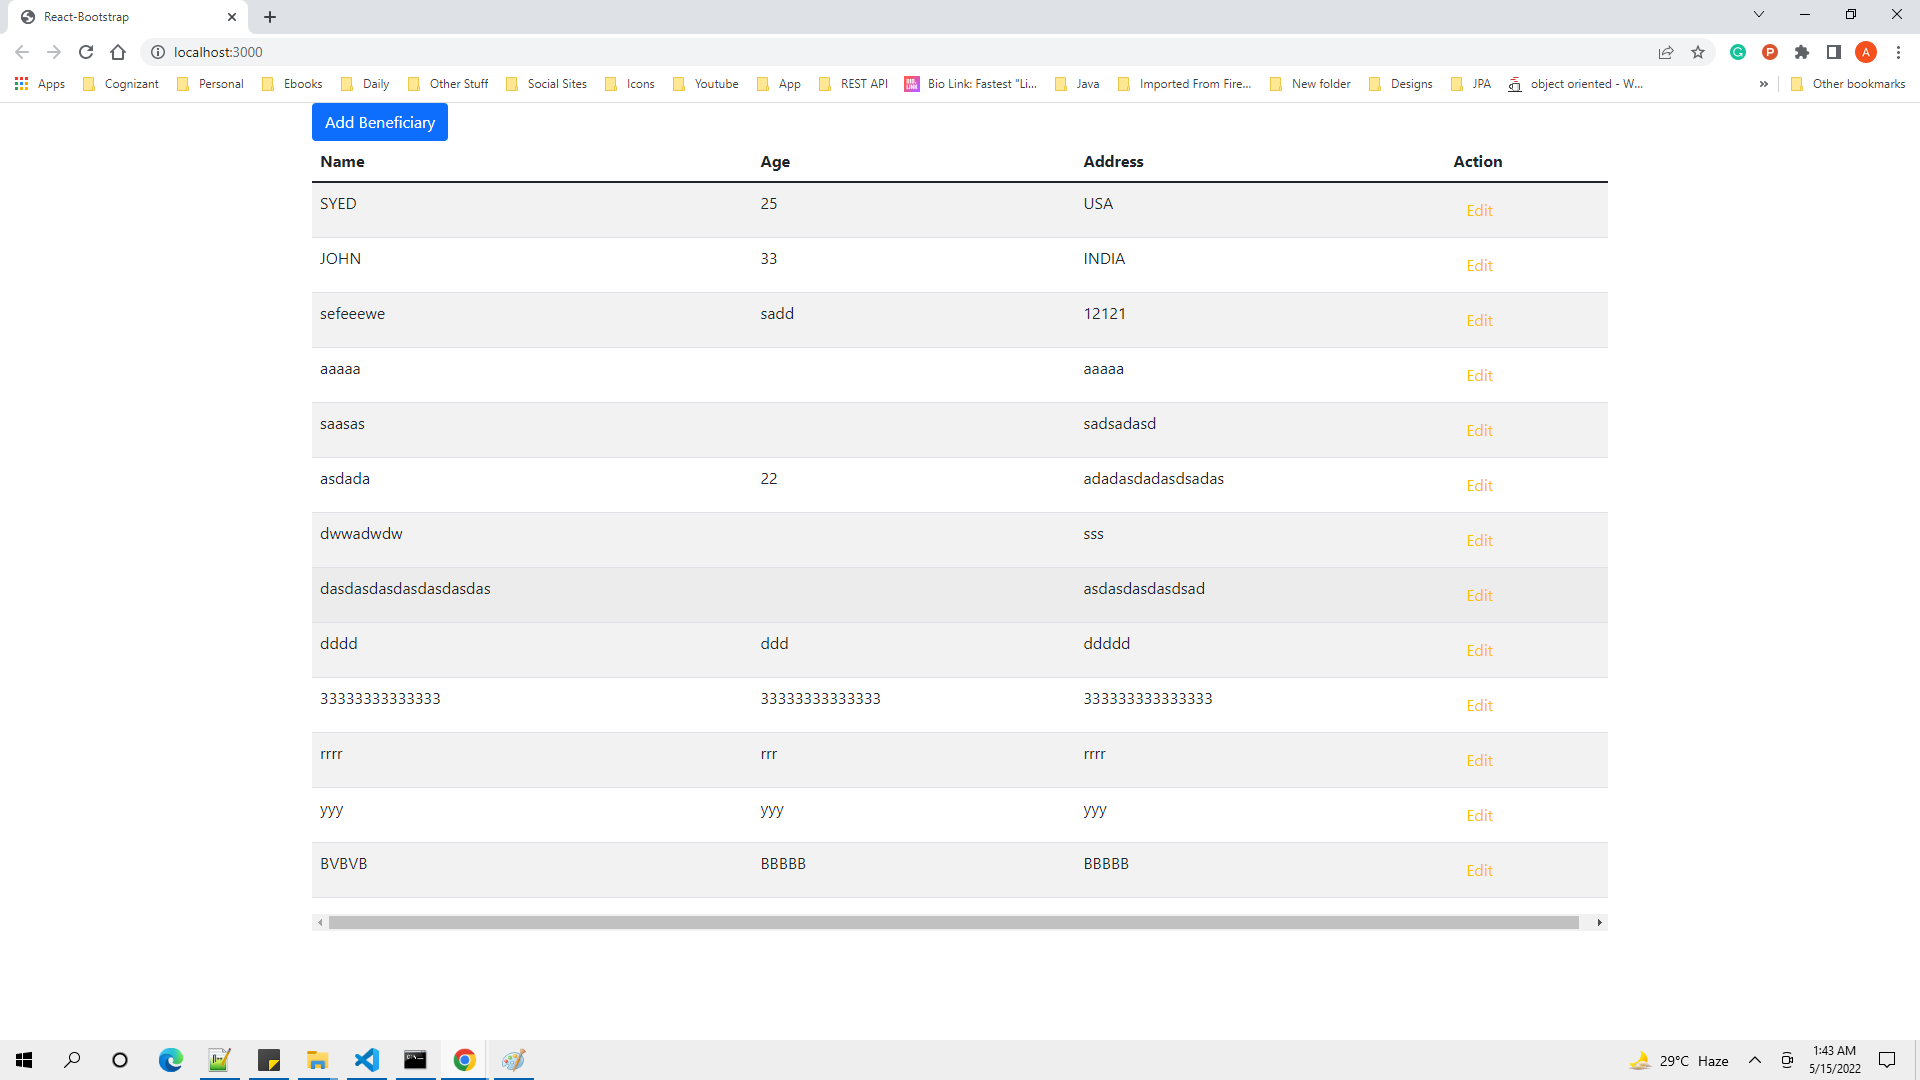 React-Bootstrap
localhost:3000
Apps Cognizant Personal Ebooks Daily Other Stuff Social Sites Icons Youtube App REST API Bio Link: Fastest "Li... Java Imported From Fire... New folder Designs JPA object oriented - W... » Other bookmarks
Add Beneficiary
Name Age Address Action
SYED 25 USA Edit
JOHN 33 INDIA Edit
sefeeewe sadd 12121 Edit
aaaaa aaaaa Edit
saasas sadsadasd Edit
asdada 22 adadasdadasdsadas Edit
dwwadwdw sss Edit
dasdasdasdasdasdasdas asdasdasdasdsad Edit
dddd ddd ddddd Edit
33333333333333 33333333333333 333333333333333 Edit
rrrr rrr rrrr Edit
yyy yyy yyy Edit
BVBVB BBBBB BBBBB Edit
29°C Haze 1:43 AM
5/15/2022